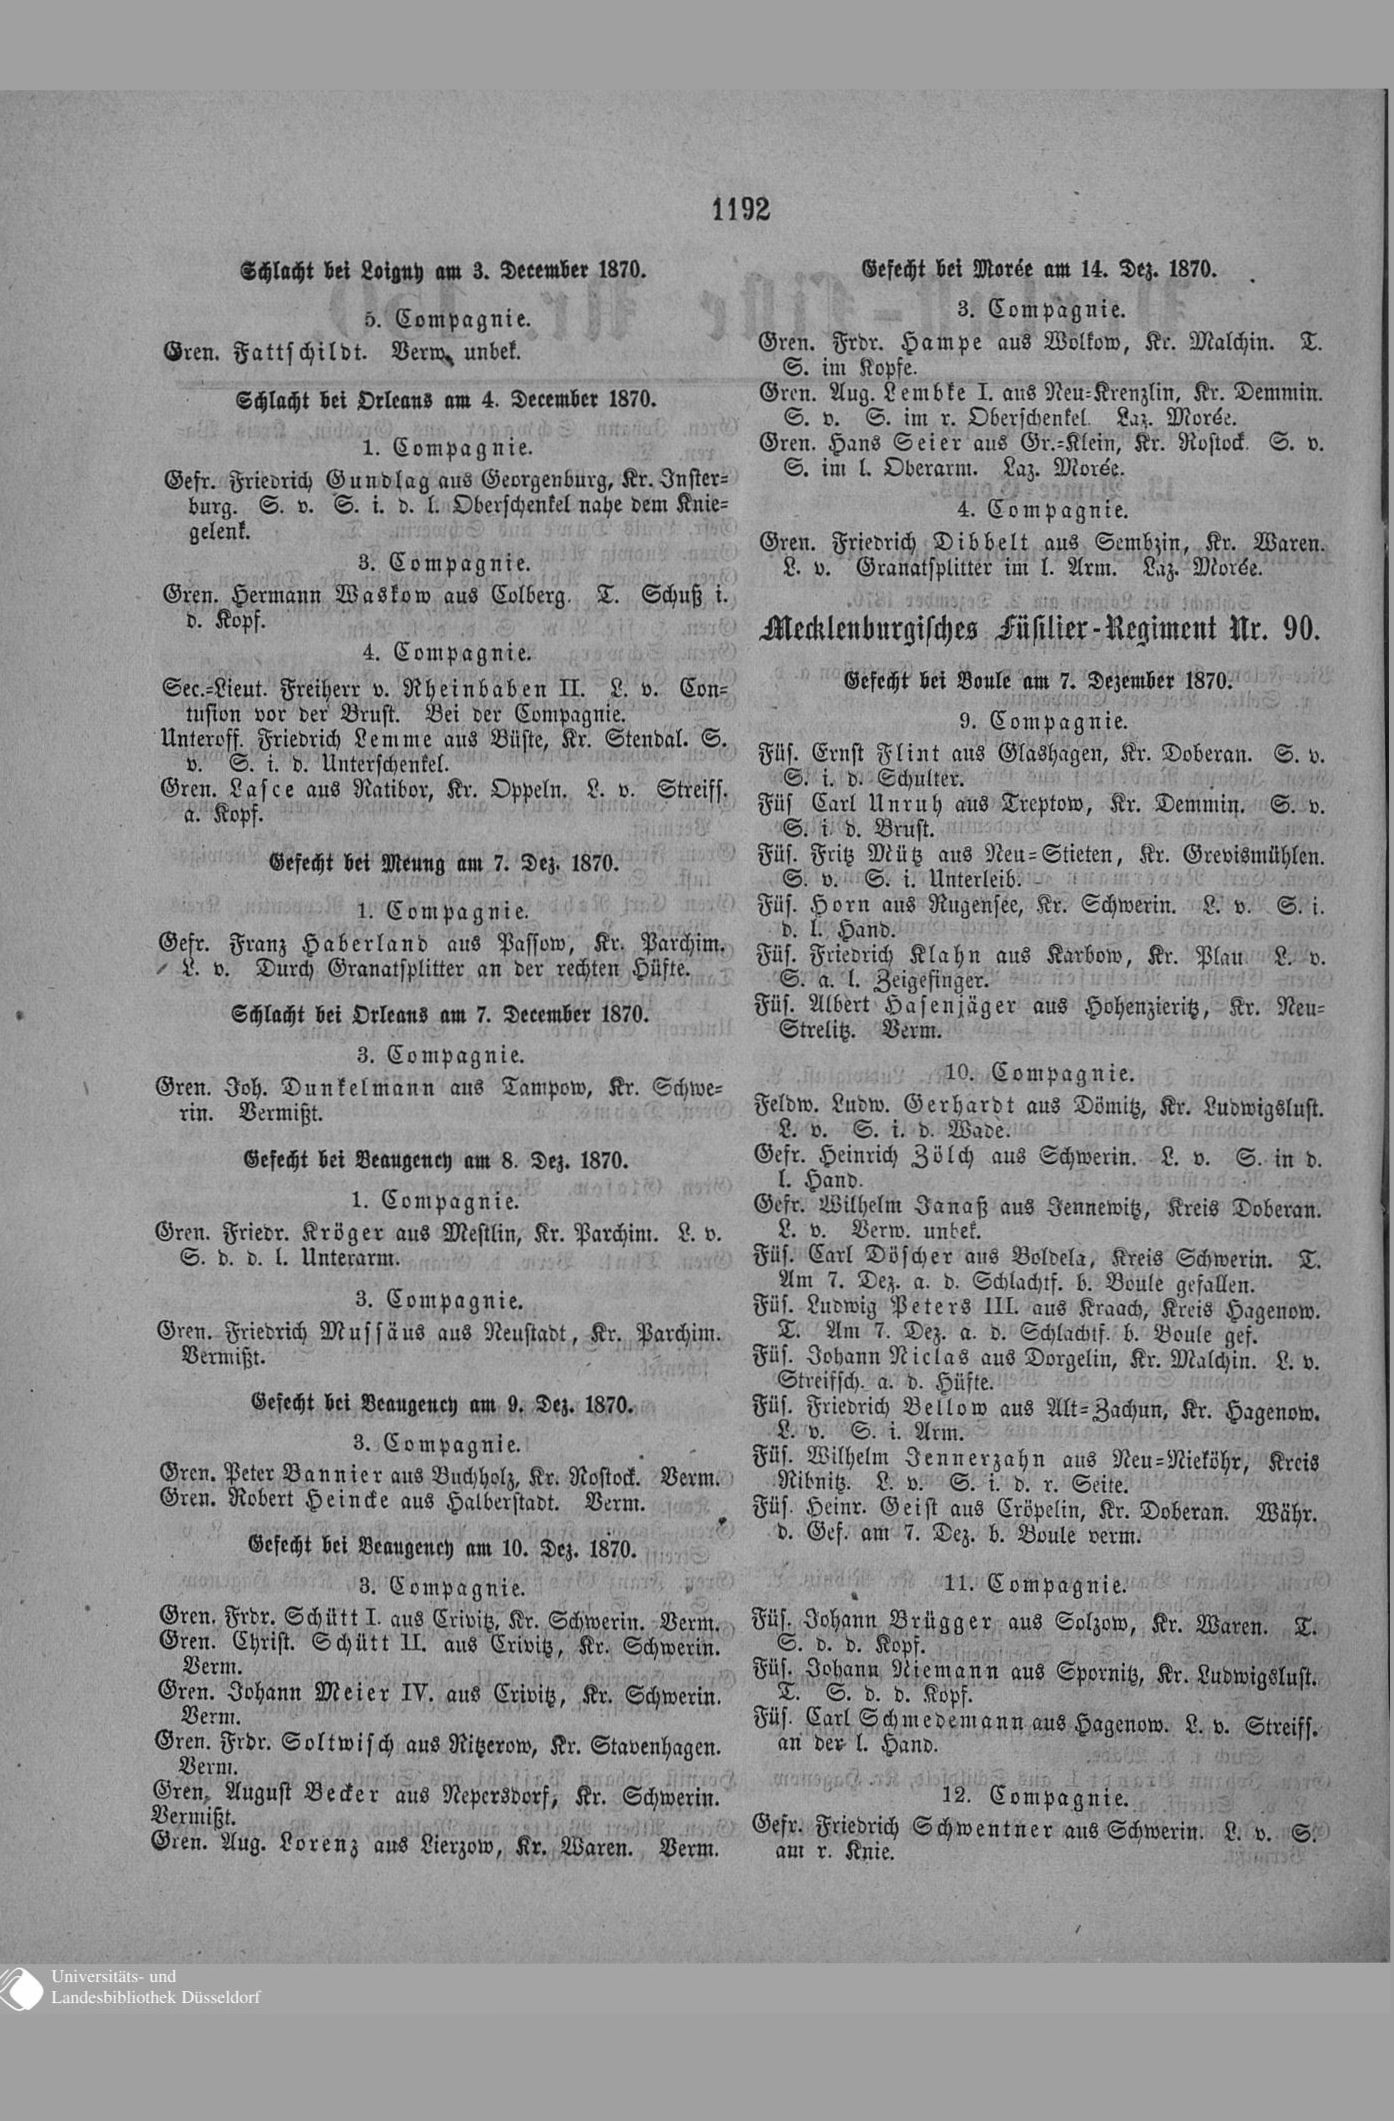 1192
Schlacht bei Loigny am 3. December 1870.
5. Compagnie.
Gren. Fattschildt. Verw. unbek.
Schlacht bei Orleans am 4. December 1870.
1. Compagnie.
Gefr. Friedrich Gundlag aus Georgenburg, Kr. Inster-
burg. S. v. S. i. d. l. Oberschenkel nahe dem Knie-
gelenk.
3. Compagnie.
Gren. Hermann Waskow aus Colberg. T. Schuß i.
d. Kopf.
4. Compagnie.
Sec.-Lieut. Freiherr v. Rheinbaben II. L. v. Con-
tusion vor der Brust. Bei der Compagnie.
Unteroff. Friedrich Lemme aus Büste, Kr. Stendal. S.
v. S. i. d. Unterschenkel.
Gren. Lasce aus Ratibor, Kr. Oppeln. L. v. Streiff.
a. Kopf.
Gefecht bei Meung am 7. Dez. 1870.
1. Compagnie.
Gefr. Franz Haberland aus Passow, Kr. Parchim.
L. v. Durch Granatsplitter an der rechten Hüfte.
Schlacht bei Orleans am 7. December 1870.
3. Compagnie.
Gren. Joh. Dunkelmann aus Tampow, Kr. Schwe-
rin. Vermißt.
Gefecht bei Beaugency am 8. Dez. 1870.
1. Compagnie.
Gren. Friedr. Kröger aus Mestlin, Kr. Parchim. L. v.
S. d. d. l. Unterarm.
3. Compagnie.
Gren. Friedrich Mussäus aus Neustadt, Kr. Parchim.
Vermißt.
Gefecht bei Beaugency am 9. Dez. 1870.
3. Compagnie.
Gren. Peter Bannier aus Buchholz, Kr. Rostock. Verm.
Gren. Robert Heincke aus Halberstadt. Verm.
Gefecht bei Beaugency am 10. Dez. 1870.
3. Compagnie.
Gren. Frdr. Schütt I. aus Crivitz, Kr. Schwerin. Verm.
Gren. Christ. Schütt II. aus Crivitz, Kr. Schwerin.
Verm.
Gren. Johann Meier IV. aus Crivitz, Kr. Schwerin.
Verm.
Gren. Frdr. Soltwisch aus Ritzerow, Kr. Stavenhagen.
Verm.
Gren. August Becker aus Nepersdorf, Kr. Schwerin.
Vermißt.
Gren. Aug. Lorenz aus Lierzow, Kr. Waren. Verm.
Gefecht bei Morée am 14. Dez. 1870.
3. Compagnie.
Gren. Frdr. Hampe aus Wolkow, Kr. Malchin. T.
S. im Kopfe.
Gren. Aug. Lembke I. aus Neu-Krenzlin, Kr. Demmin.
S. v. S. im r. Oberschenkel. Laz. Morée.
Gren. Hans Seier aus Gr.-Klein, Kr. Rostock. S. v.
S. im l. Oberarm. Laz. Morée.
4. Compagnie.
Gren. Friedrich Dibbelt aus Sembzin, Kr. Waren.
L. v. Granatsplitter im l. Arm. Laz. Morée.
Mecklenburgisches Füsilier-Regiment Nr. 90.
Gefecht bei Boule am 7. Dezember 1870.
9. Compagnie.
Füs. Ernst Flint aus Glashagen, Kr. Doberan. S. v.
S. i. d. Schulter.
Füs Carl Unruh aus Treptow, Kr. Demmin. S. v.
S. i. d. Brust.
Füs. Fritz Mütz aus Neu-Stieten, Kr. Grevismühlen.
S. v. S. i. Unterleib.
Füs. Horn aus Rugensee, Kr. Schwerin. L. v. S. i.
d. l. Hand.
Füs. Friedrich Klahn aus Karbow, Kr. Plau L. v.
S. a. l. Zeigefinger.
Füs. Albert Hasenjäger aus Hohenzieritz, Kr. Neu-
Strelitz. Verm.
10. Compagnie.
Feldw. Ludw. Gerhardt aus Dömitz, Kr. Ludwigslust.
L. v. S. i. d. Wade.
Gefr. Heinrich Zölch aus Schwerin. L. v. S. in d.
l. Hand.
Gefr. Wilhelm Janaß aus Jennewitz, Kreis Doberan.
L. v. Verw. unbek.
Füs. Carl Döscher aus Boldela, Kreis Schwerin. T.
Am 7. Dez. a. d. Schlachtf. b. Boule gefallen.
Füs. Ludwig Peters III. aus Kraach, Kreis Hagenow.
T. Am 7. Dez. a. d. Schlachtf. b. Boule gef.
Füs. Johann Niclas aus Dorgelin, Kr. Malchin. L. v.
Streifsch. a. d. Hüfte.
Füs. Friedrich Bellow aus Alt-Zachun, Kr. Hagenow.
L. v. S. i. Arm.
Füs. Wilhelm Jennerzahn aus Neu-Nieköhr, Kreis
Ribnitz. L. v. S. i. d. r. Seite.
Füs. Heinr. Geist aus Cröpelin, Kr. Doberan. Währ.
d. Gef. am 7. Dez. b. Boule verm.
11. Compagnie.
Füs. Johann Brügger aus Solzow, Kr. Waren. T.
S. d. d. Kopf.
Füs. Johann Niemann aus Spornitz, Kr. Ludwigslust.
T. S. d. d. Kopf.
Füs. Carl Schmedemann aus Hagenow. L. v. Streiff.
an der l. Hand.
12. Compagnie.
Gefr. Friedrich Schwentner aus Schwerin. L. v. S.
am r. Knie.
Universitäts- und
Landesbibliothek Düsseldorf